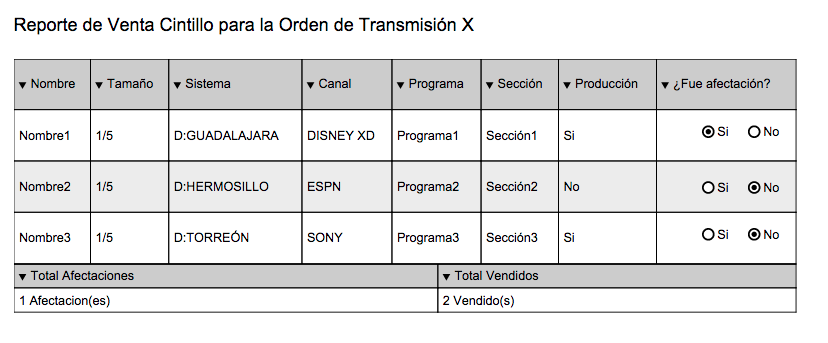 Reporte de Venta Cintillo para la Orden de Transmisión X
Nombre Tamaño Sistema Canal Programa Sección Producción ¿Fue afectación?
Nombre1 1/5 D:GUADALAJARA DISNEY XD Programa1 Sección1 Si Si No
Nombre2 1/5 D:HERMOSILLO ESPN Programa2 Sección2 No Si No
Nombre3 1/5 D:TORREÓN SONY Programa3 Sección3 Si Si No
Total Afectaciones Total Vendidos
1 Afectacion(es) 2 Vendido(s)